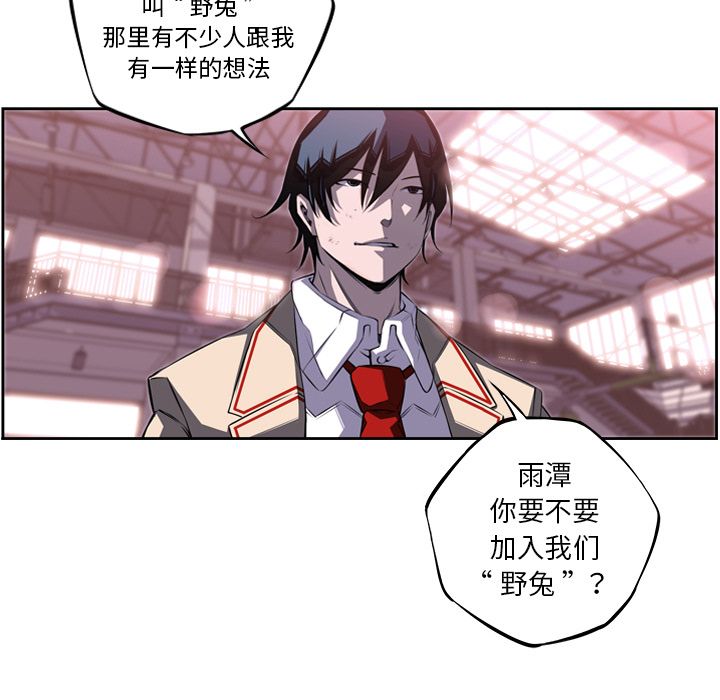 叫“野兔”
那里有不少人跟我
有一样的想法
雨潭
你要不要
加入我们
“野兔”？